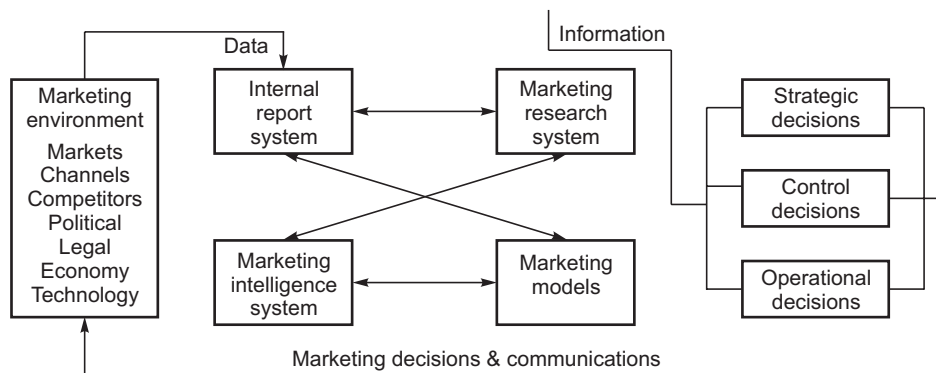 Data
Information
Marketing
environment
Markets
Channels
Competitors
Political
Legal
Economy
Technology
Internal
report
system
Marketing
research
system
Marketing
intelligence
system
Marketing
models
Strategic
decisions
Control
decisions
Operational
decisions
Marketing decisions & communications